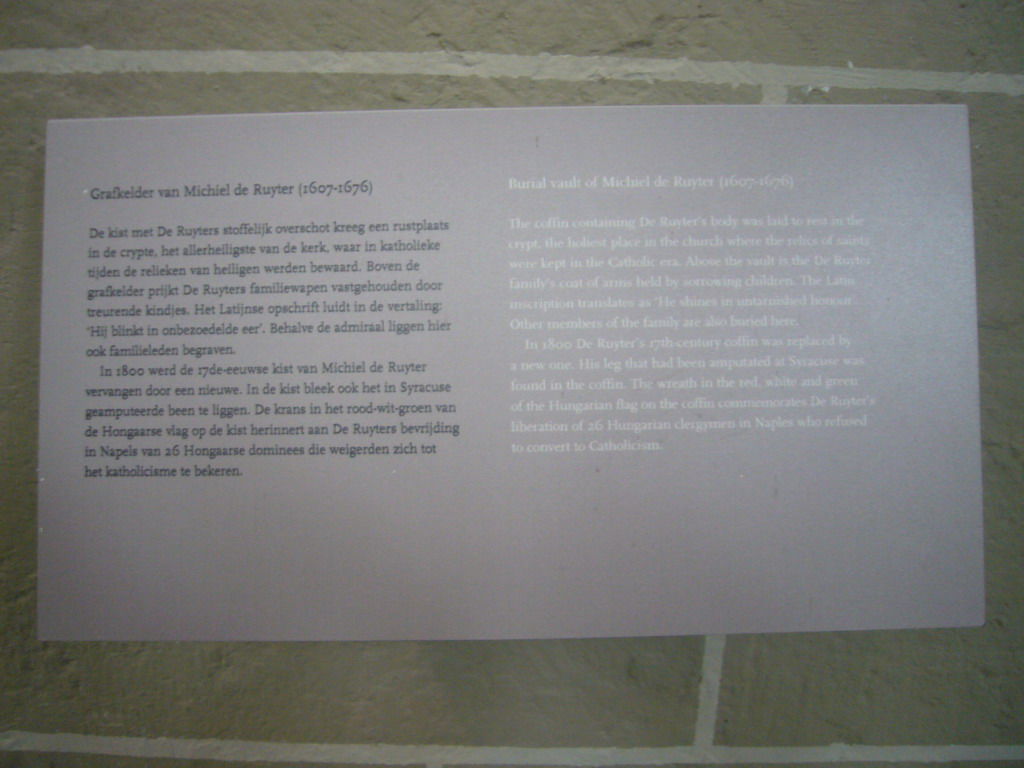 Grafkelder van Michiel de Ruyter (1607-1676)
De kist met De Ruyters stoffelijk overschot kreeg een rustplaats
in de crypte, het allerheiligste van de kerk, waar in katholieke
tijden de relieken van heiligen werden bewaard. Boven de
grafkelder prijkt De Ruyters familiewapen vastgehouden door
treurende kindjes. Het Latijnse opschrift luidt in de vertaling:
'Hij blinkt in onbezoedelde eer'. Behalve de admiraal liggen hier
ook familieleden begraven.
In 1800 werd de 17de-eeuwse kist van Michiel de Ruyter
vervangen door een nieuwe. In de kist bleek ook het in Syracuse
geamputeerde been te liggen. De krans in het rood-wit-groen van
de Hongaarse vlag op de kist herinnert aan De Ruyters bevrijding
in Napels van 26 Hongaarse dominees die weigerden zich tot
het katholicisme te bekeren.
Burial vault of Michiel de Ruyter (1607-1676)
The coffin containing De Ruyter's body was laid to rest in the
crypt, the holiest place in the church where the relics of saints
were kept in the Catholic era. Above the vault is the De Ruyter
family's coat of arms held by sorrowing children. The Latin
inscription translates as 'He shines in untarnished honour'.
Other members of the family are also buried here.
In 1800 De Ruyter's 17th-century coffin was replaced by
a new one. His leg that had been amputated at Syracuse was
found in the coffin. The wreath in the red, white and green
of the Hungarian flag on the coffin commemorates De Ruyter's
liberation of 26 Hungarian clergymen in Naples who refused
to convert to Catholicism.